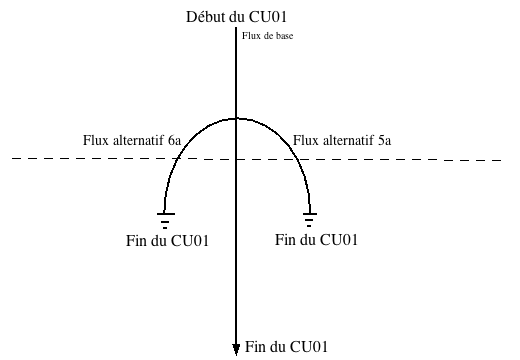 Début du CU01
Flux de base
Flux alternatif 6a
Flux alternatif 5a
Fin du CU01
Fin du CU01
Fin du CU01